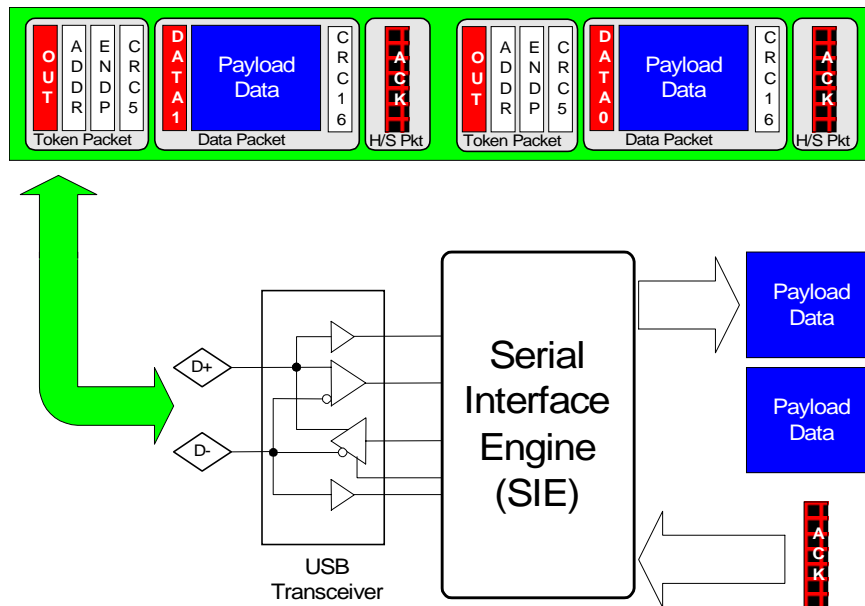 OUT
ADDR
ENDP
CRC5
Token Packet
DATA1
Payload
Data
CRC16
Data Packet
ACK
H/S Pkt
OUT
ADDR
ENDP
CRC5
Token Packet
DATA0
Payload
Data
CRC16
Data Packet
ACK
H/S Pkt
D+
D-
USB
Transceiver
Serial
Interface
Engine
(SIE)
Payload
Data
Payload
Data
ACK